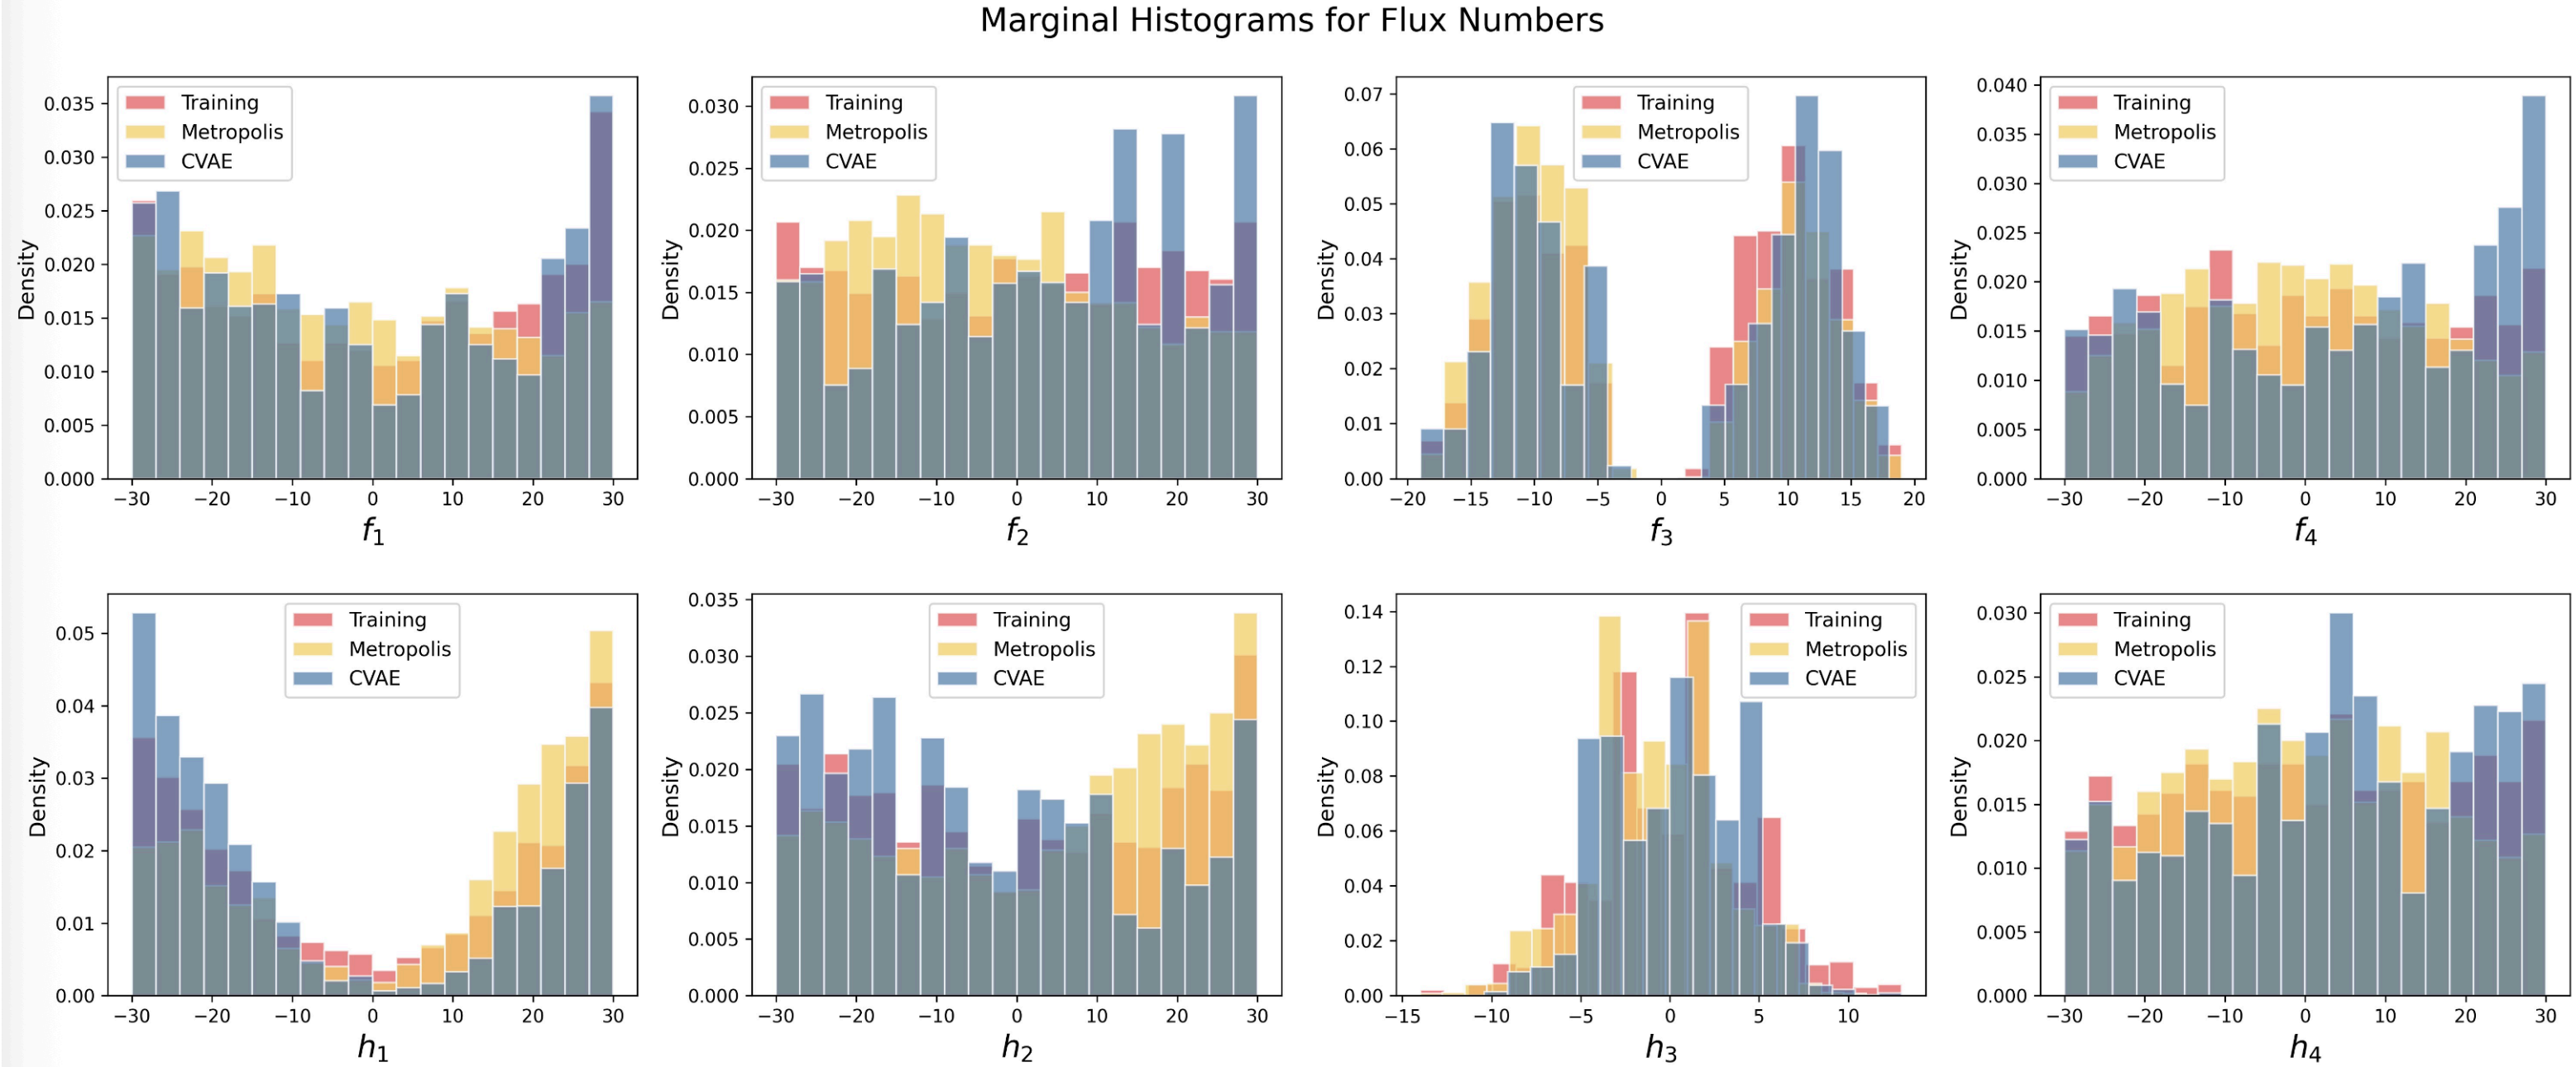 Marginal Histograms for Flux Numbers
Density
0.035
0.030
0.025
0.020
0.015
0.010
0.005
0.000
Training
Metropolis
CVAE
−30 −20 −10 0 10 20 30
f1
Density
0.030
0.025
0.020
0.015
0.010
0.005
0.000
Training
Metropolis
CVAE
−30 −20 −10 0 10 20 30
f2
Density
0.07
0.06
0.05
0.04
0.03
0.02
0.01
0.00
Training
Metropolis
CVAE
−20 −15 −10 −5 0 5 10 15 20
f3
Density
0.040
0.035
0.030
0.025
0.020
0.015
0.010
0.005
0.000
Training
Metropolis
CVAE
−30 −20 −10 0 10 20 30
f4
Density
0.05
0.04
0.03
0.02
0.01
0.00
Training
Metropolis
CVAE
−30 −20 −10 0 10 20 30
h1
Density
0.035
0.030
0.025
0.020
0.015
0.010
0.005
0.000
Training
Metropolis
CVAE
−30 −20 −10 0 10 20 30
h2
Density
0.14
0.12
0.10
0.08
0.06
0.04
0.02
0.00
Training
Metropolis
CVAE
−15 −10 −5 0 5 10
h3
Density
0.030
0.025
0.020
0.015
0.010
0.005
0.000
Training
Metropolis
CVAE
−30 −20 −10 0 10 20 30
h4